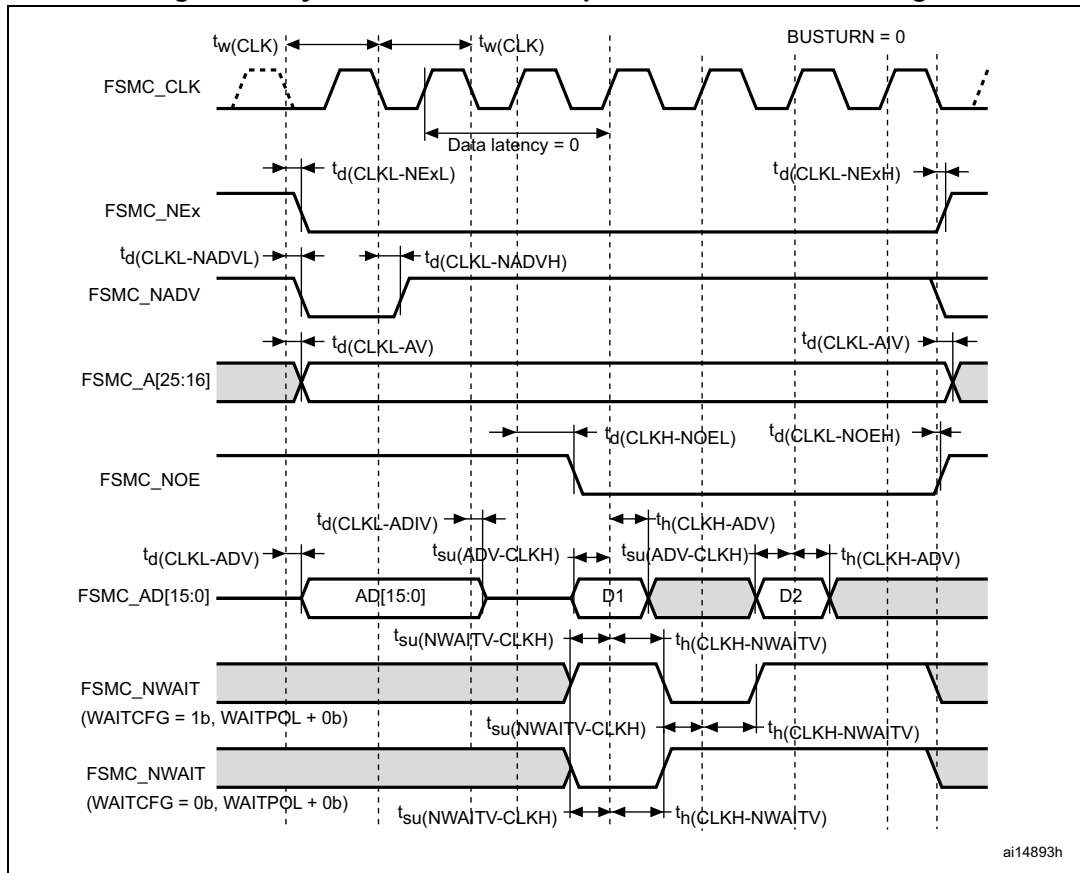 tw(CLK)
tw(CLK)
BUSTURN = 0
FSMC_CLK
Data latency = 0
td(CLKL-NExL)
td(CLKL-NExH)
FSMC_NEx
td(CLKL-NADVL)
td(CLKL-NADVH)
FSMC_NADV
td(CLKL-AV)
td(CLKL-AIV)
FSMC_A[25:16]
td(CLKH-NOEL)
td(CLKL-NOEH)
FSMC_NOE
td(CLKL-ADIV)
th(CLKH-ADV)
td(CLKL-ADV)
tsu(ADV-CLKH)
tsu(ADV-CLKH)
th(CLKH-ADV)
FSMC_AD[15:0]
AD[15:0]
D1
D2
tsu(NWAITV-CLKH)
th(CLKH-NWAITV)
FSMC_NWAIT
(WAITCFG = 1b, WAITPOL + 0b)
tsu(NWAITV-CLKH)
th(CLKH-NWAITV)
FSMC_NWAIT
(WAITCFG = 0b, WAITPOL + 0b)
tsu(NWAITV-CLKH)
th(CLKH-NWAITV)
ai14893h